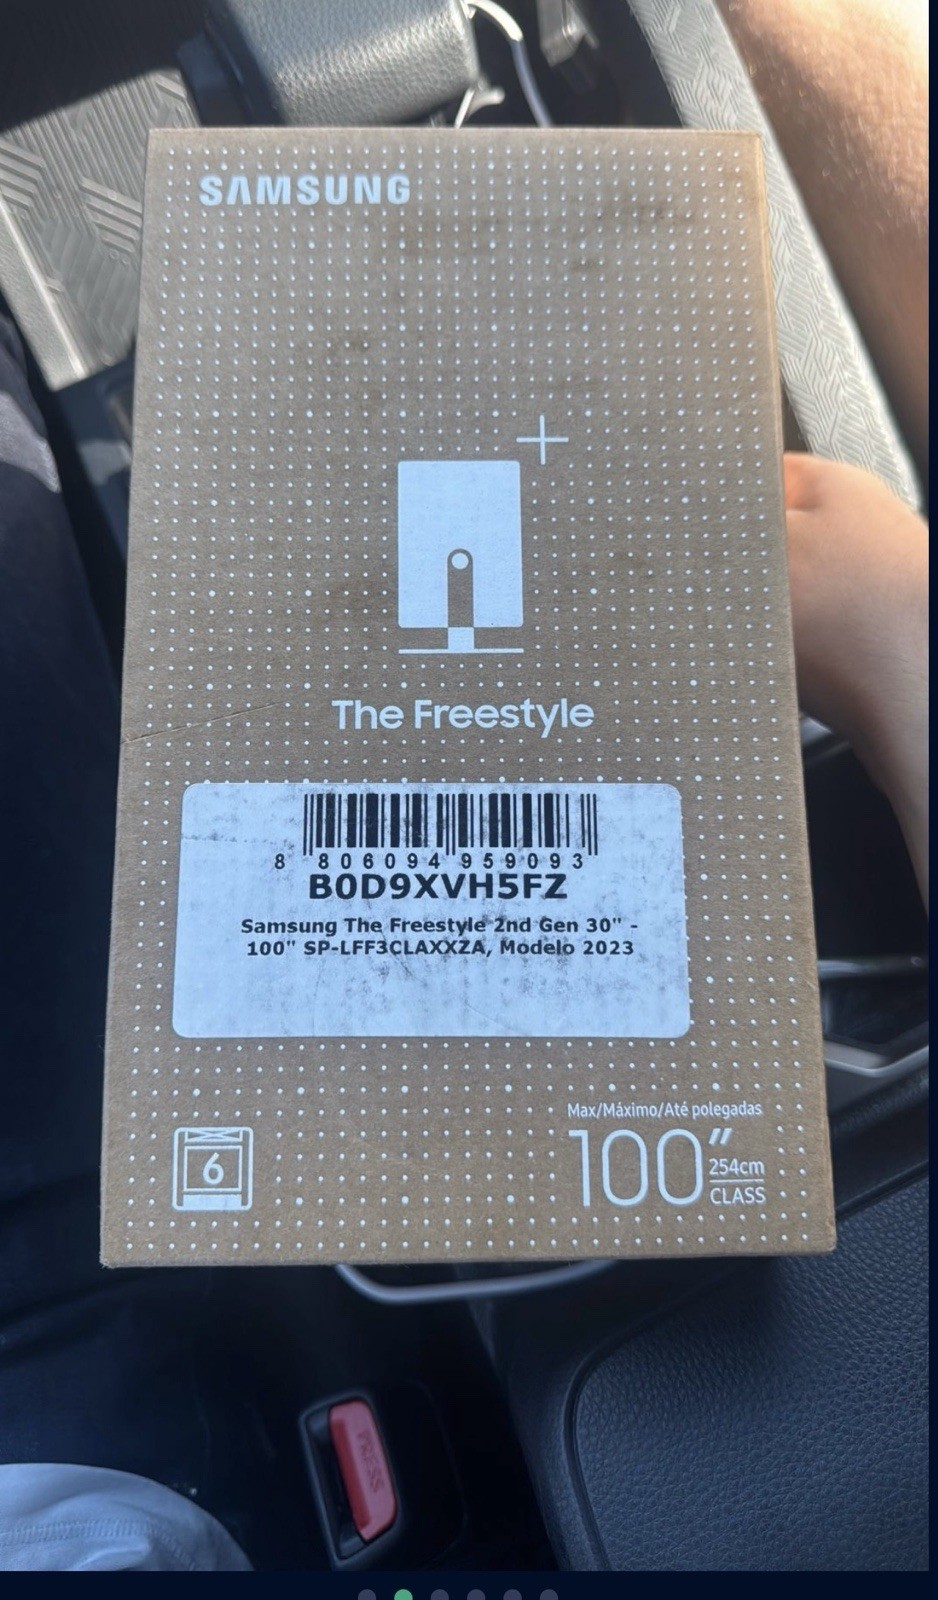 SAMSUNG
The Freestyle
8 806094 959093
B0D9XVH5FZ
Samsung The Freestyle 2nd Gen 30" -
100" SP-LFF3CLAXXZA, Modelo 2023
6
Max/Máximo/Até polegadas
100"
254cm
CLASS
PRESS